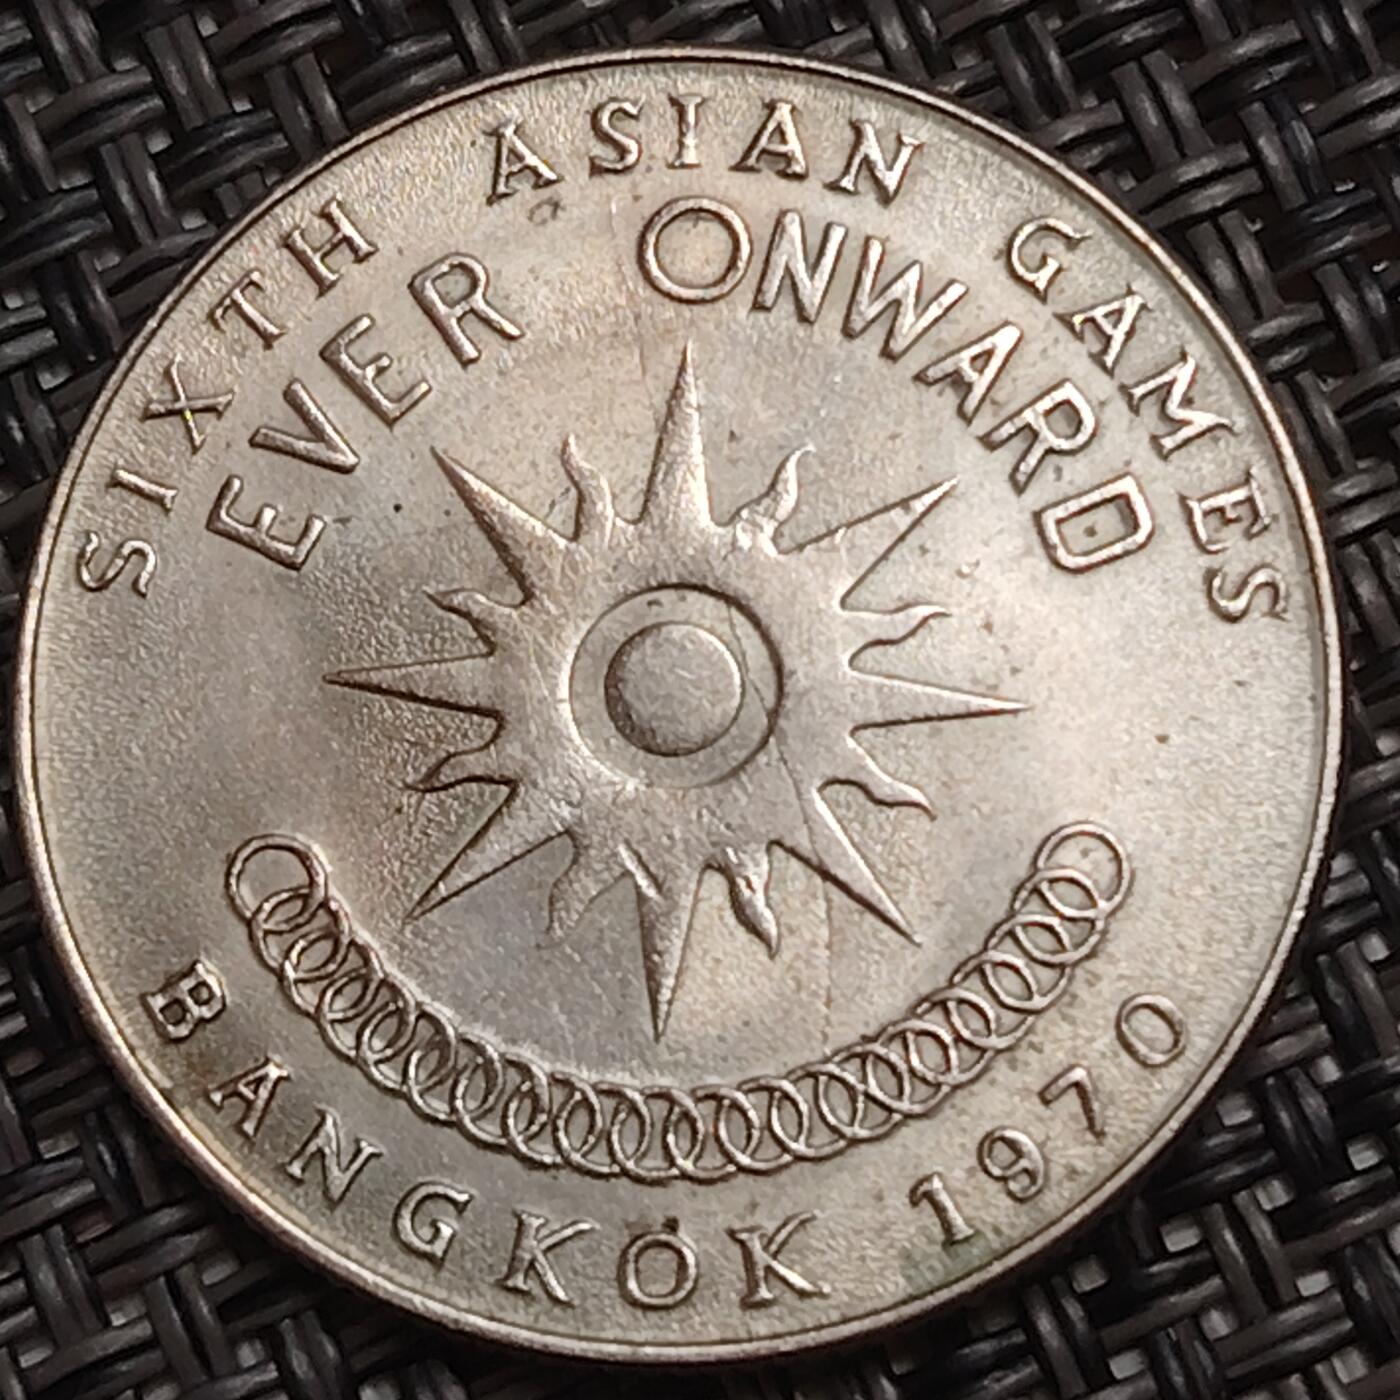 SIXTH ASIAN GAMES
EVER ONWARD
BANGKOK 1970